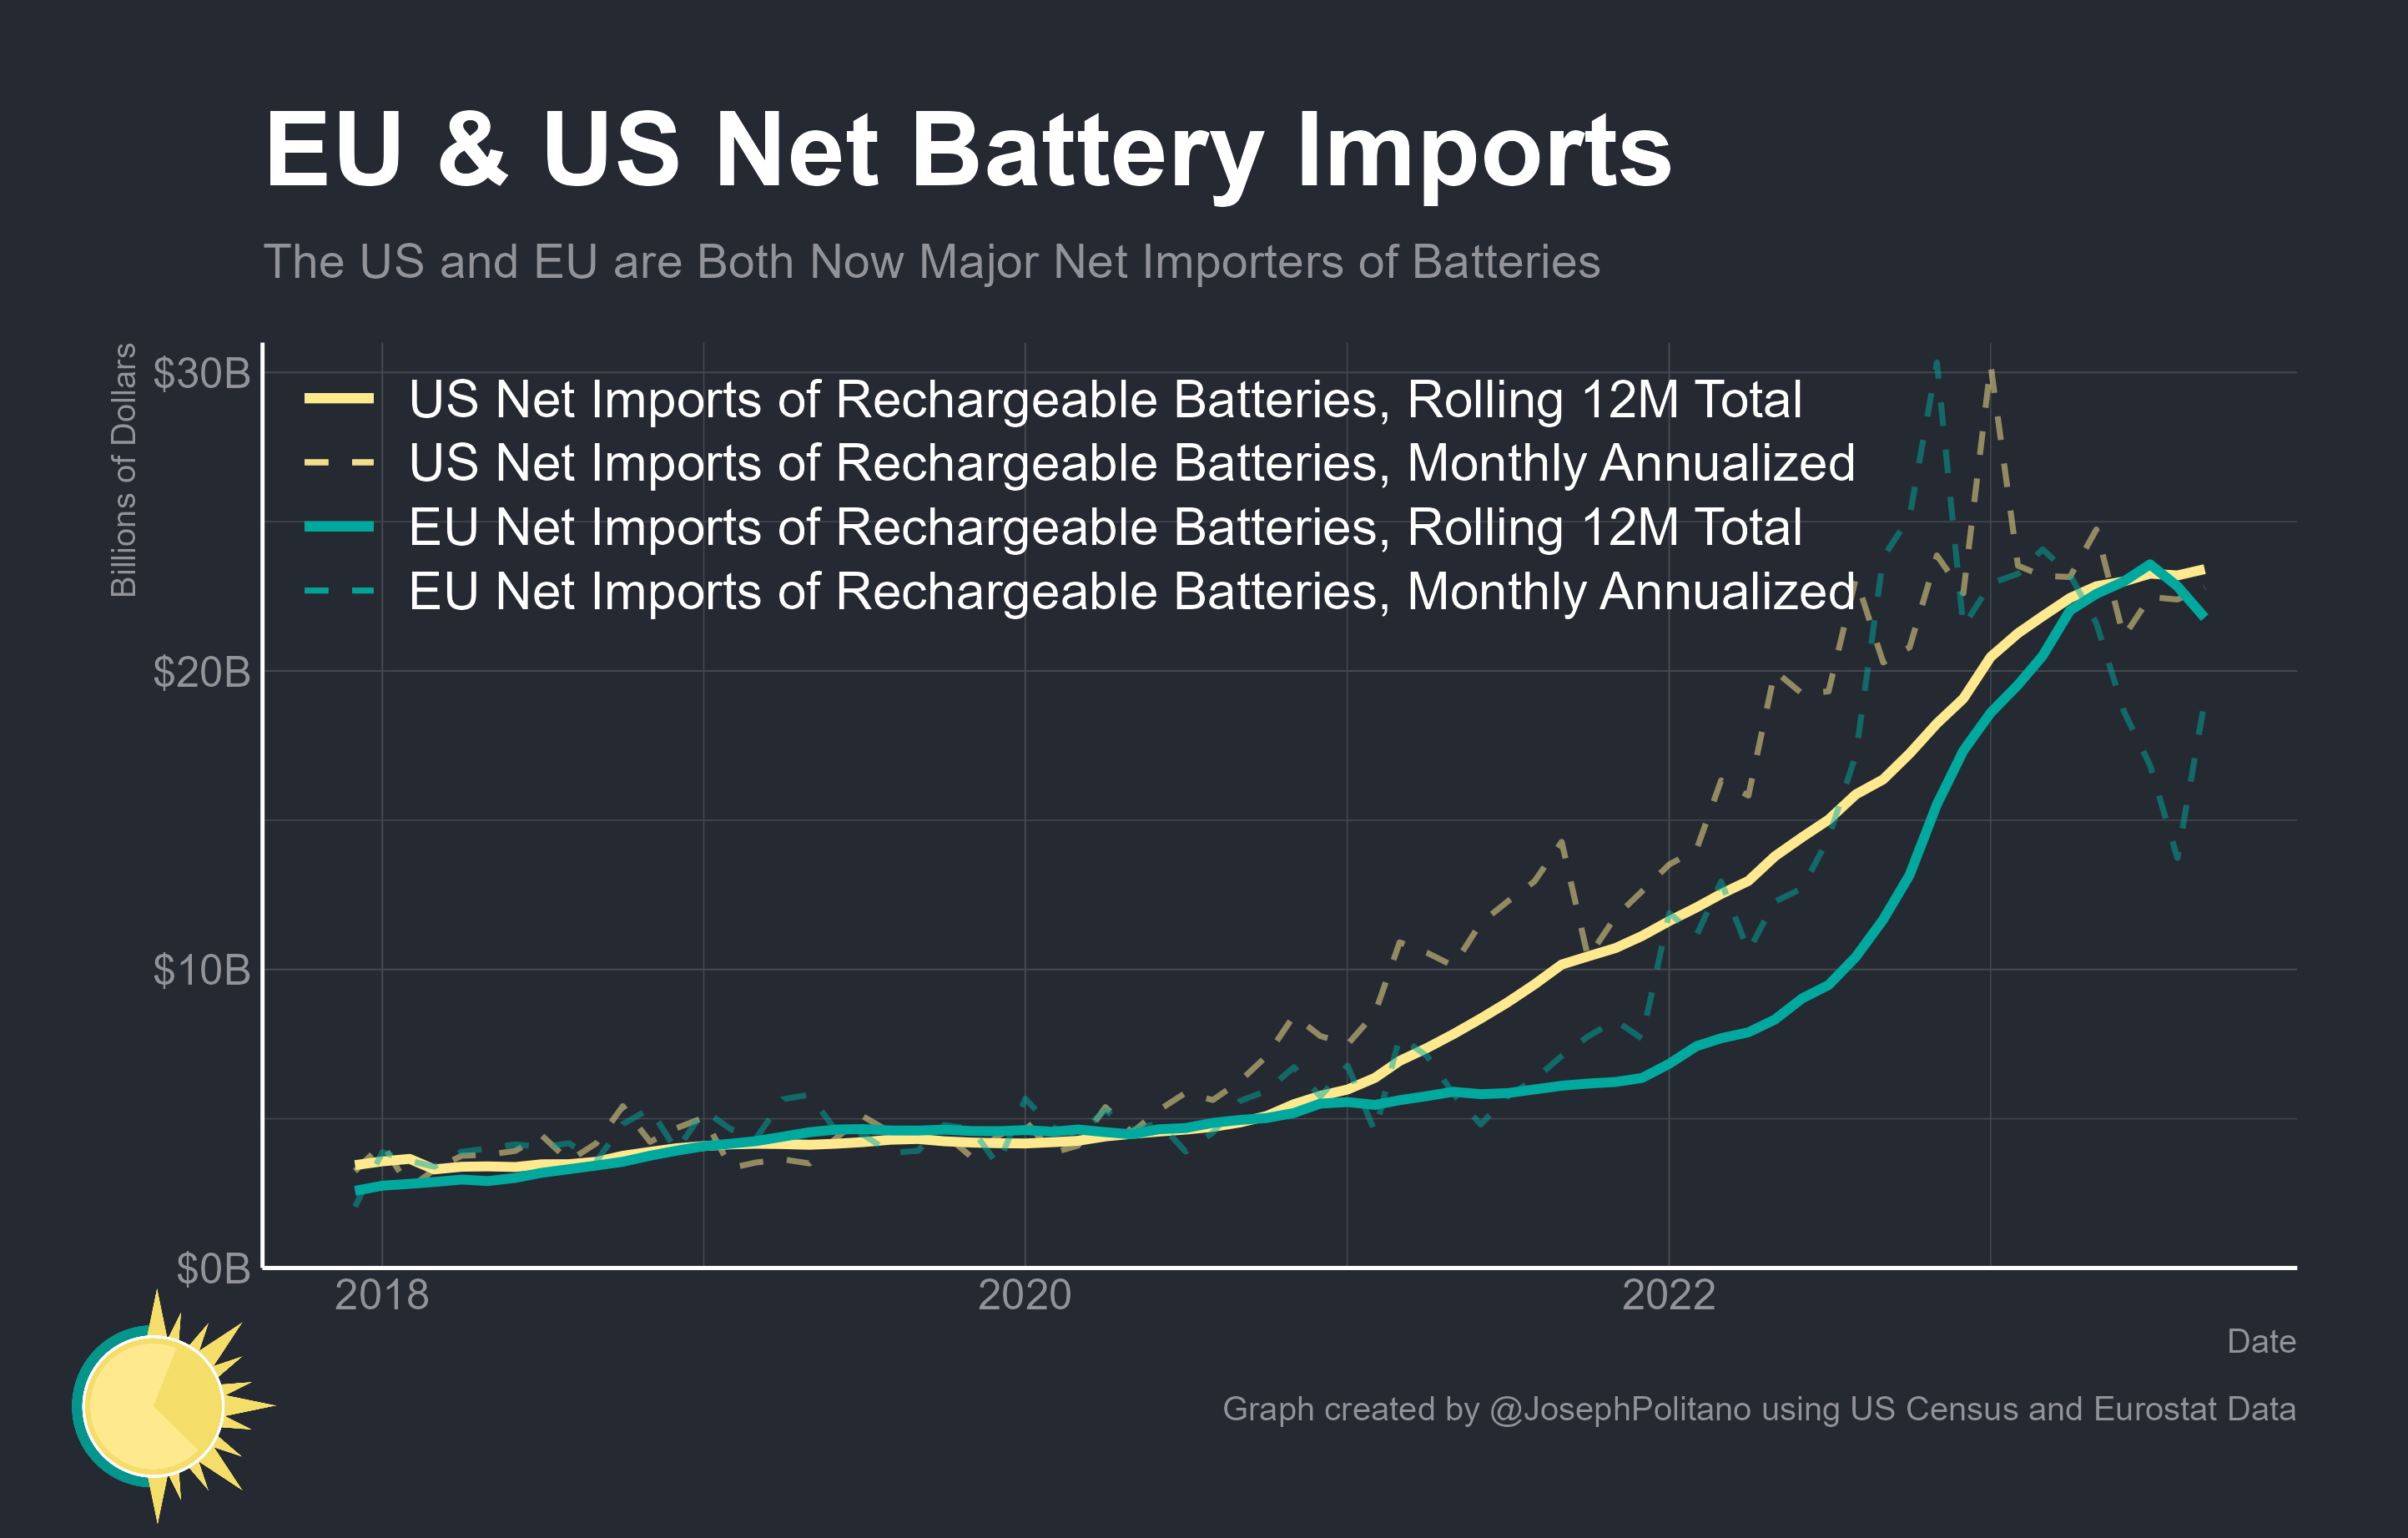 EU & US Net Battery Imports
The US and EU are Both Now Major Net Importers of Batteries
Billions of Dollars
$30B
$20B
$10B
$0B
US Net Imports of Rechargeable Batteries, Rolling 12M Total
US Net Imports of Rechargeable Batteries, Monthly Annualized
EU Net Imports of Rechargeable Batteries, Rolling 12M Total
EU Net Imports of Rechargeable Batteries, Monthly Annualized
2018
2020
2022
Date
Graph created by @JosephPolitano using US Census and Eurostat Data